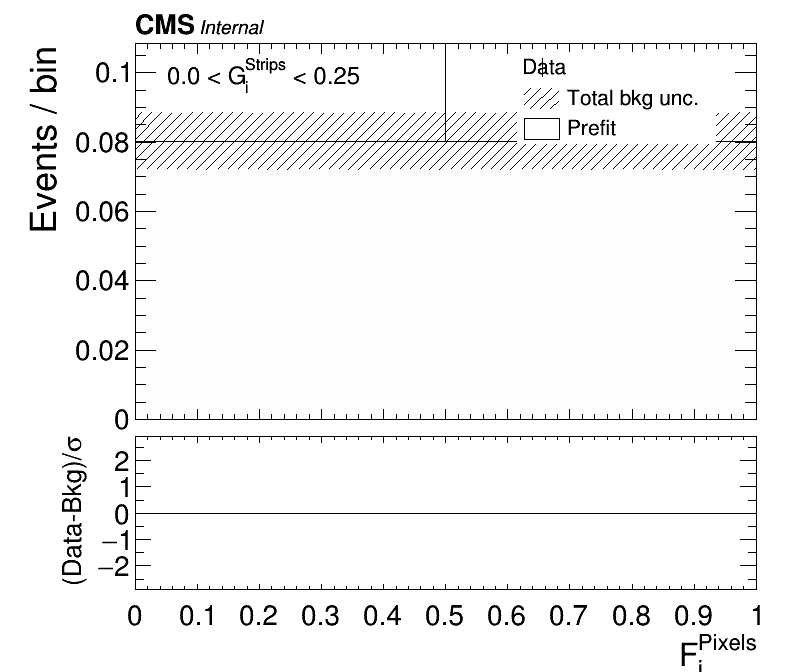 CMS Internal
0.0 < G_i^Strips < 0.25
Data
Total bkg unc.
Prefit
Events / bin
0.1
0.08
0.06
0.04
0.02
0
(Data-Bkg)/σ
2
1
0
−1
−2
0 0.1 0.2 0.3 0.4 0.5 0.6 0.7 0.8 0.9 1
F_i^Pixels